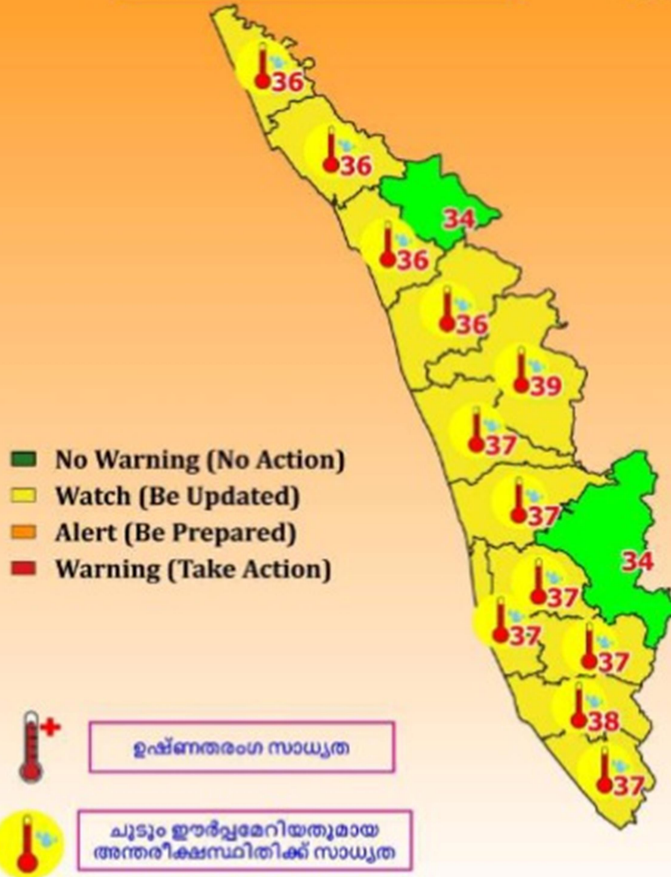 36
36
34
36
36
39
37
37
No Warning (No Action)
Watch (Be Updated)
Alert (Be Prepared)
Warning (Take Action)
34
37
37
37
38
37
ഉഷ്ണതരംഗ സാധ്യത
ചൂടും ഈർപ്പമേറിയതുമായ
അന്തരീക്ഷസ്ഥിതിക്ക് സാധ്യത